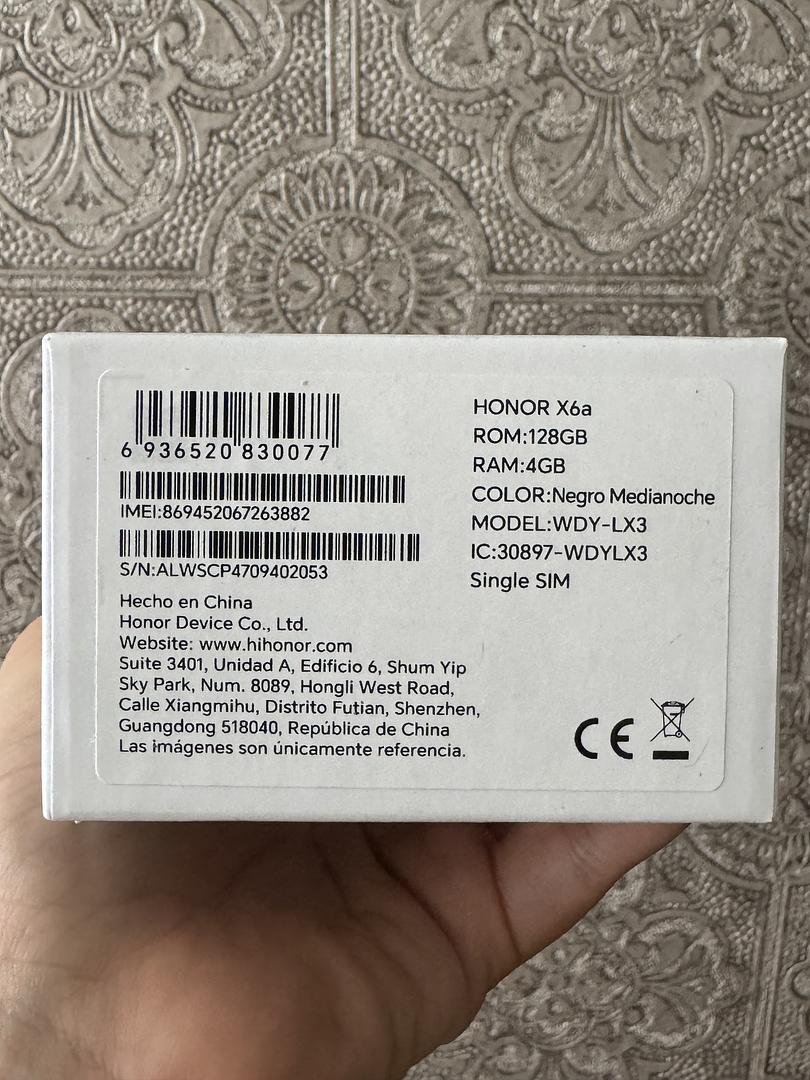 6 936520 830077
IMEI:869452067263882
S/N:ALWSCP4709402053
Hecho en China
Honor Device Co., Ltd.
Website: www.hihonor.com
Suite 3401, Unidad A, Edificio 6, Shum Yip
Sky Park, Num. 8089, Hongli West Road,
Calle Xiangmihu, Distrito Futian, Shenzhen,
Guangdong 518040, República de China
Las imágenes son únicamente referencia.
HONOR X6a
ROM:128GB
RAM:4GB
COLOR:Negro Medianoche
MODEL:WDY-LX3
IC:30897-WDYLX3
Single SIM
CE